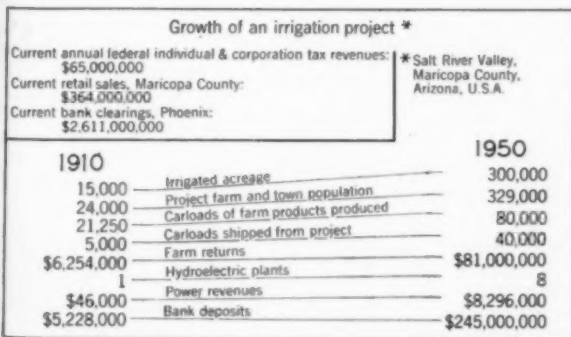 Growth of an irrigation project *
Current annual federal individual & corporation tax revenues:
$65,000,000
Current retail sales, Maricopa County:
$364,000,000
Current bank clearings, Phoenix:
$2,611,000,000
* Salt River Valley,
Maricopa County,
Arizona, U.S.A.
1910 1950
15,000 Irrigated acreage 300,000
24,000 Project farm and town population 329,000
21,250 Carloads of farm products produced 80,000
5,000 Carloads shipped from project 40,000
$6,254,000 Farm returns $81,000,000
1 Hydroelectric plants 8
$46,000 Power revenues $8,296,000
$5,228,000 Bank deposits $245,000,000